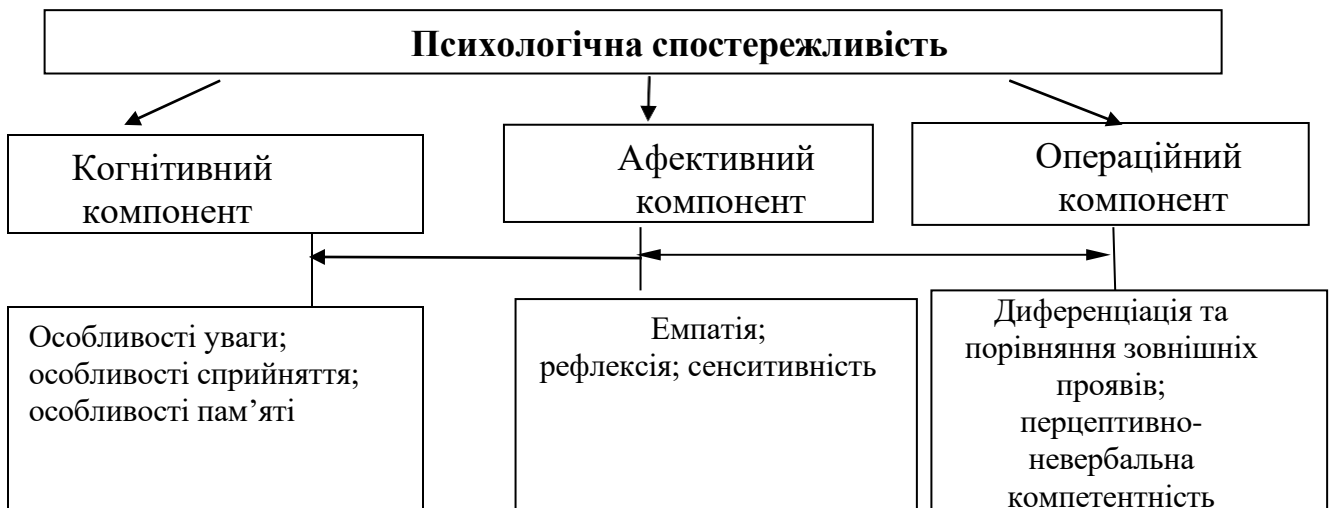 Психологічна спостережливість
Когнітивний
компонент
Афективний
компонент
Операційний
компонент
Особливості уваги;
особливості сприйняття;
особливості пам’яті
Емпатія;
рефлексія; сенситивність
Диференціація та
порівняння зовнішніх
проявів;
перцептивно-
невербальна
компетентність